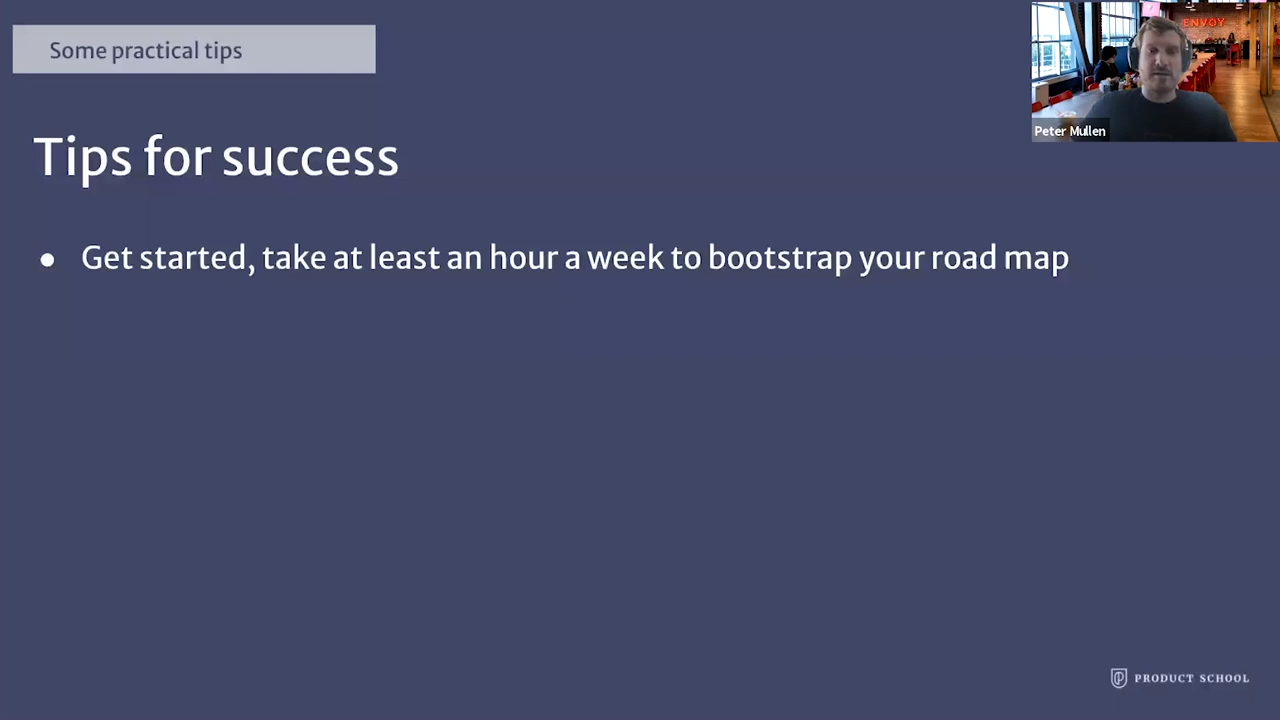 Some practical tips
ENVOY
Peter Mullen
Tips for success
● Get started, take at least an hour a week to bootstrap your road map
PRODUCT SCHOOL